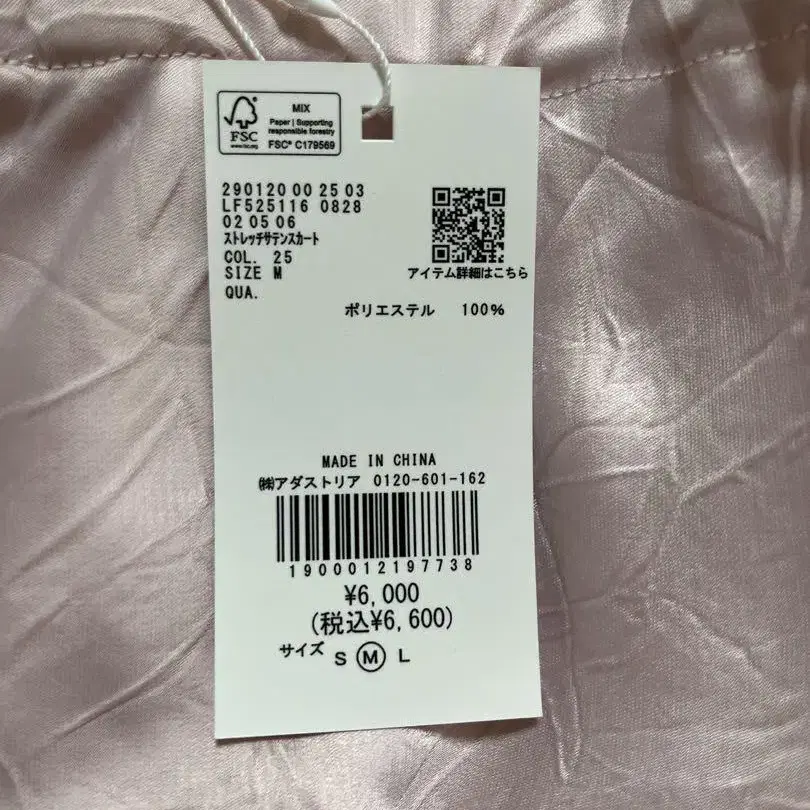 FSC
www.fsc.org
MIX
Paper | Supporting
responsible forestry
FSC® C179569
290120 00 25 03
LF525116 0828
02 05 06
ストレッチサテンスカート
COL. 25
SIZE M
QUA.
アイテム詳細はこちら
ポリエステル 100%
MADE IN CHINA
㈱アダストリア 0120-601-162
1900012197738
¥6,000
(税込¥6,600)
サイズ S M L